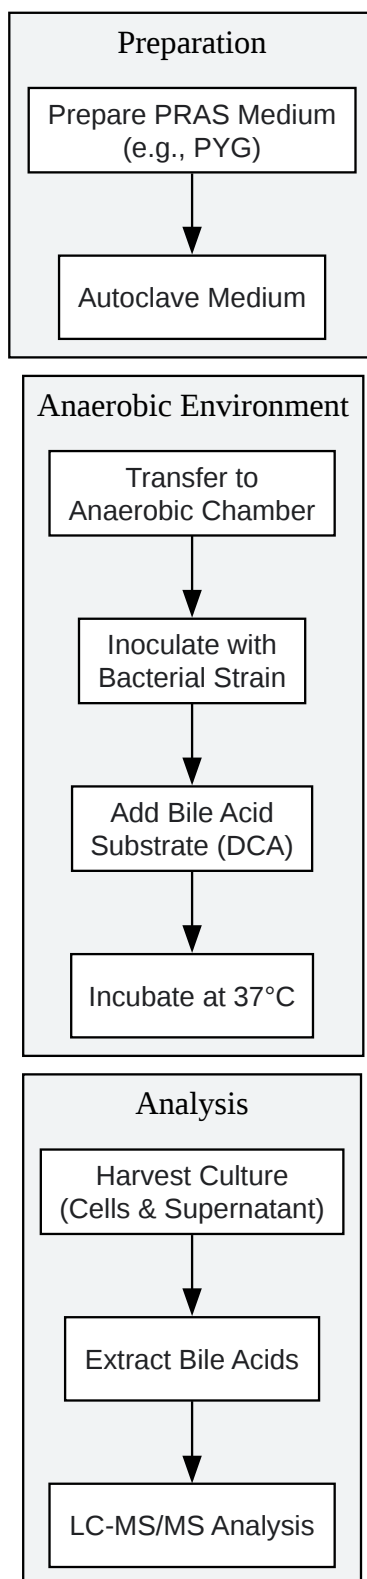 Preparation
Prepare PRAS Medium
(e.g., PYG)
Autoclave Medium
Anaerobic Environment
Transfer to
Anaerobic Chamber
Inoculate with
Bacterial Strain
Add Bile Acid
Substrate (DCA)
Incubate at 37°C
Analysis
Harvest Culture
(Cells & Supernatant)
Extract Bile Acids
LC-MS/MS Analysis